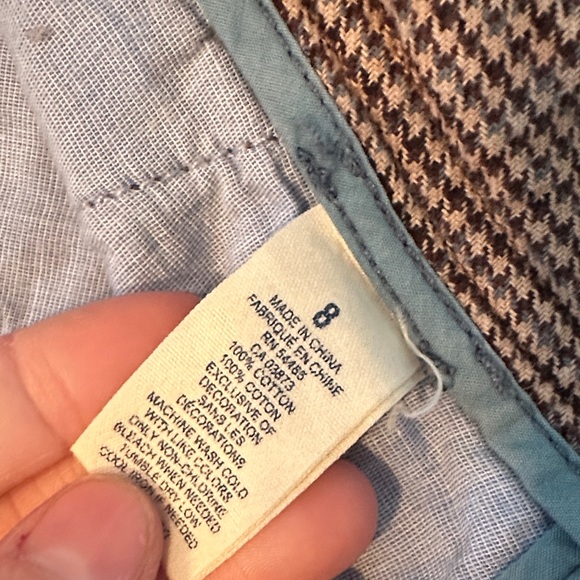 8
MADE IN CHINA
FABRIQUE EN CHINE
RN 54485
CA 03873
100% COTTON
100% COTON
EXCLUSIVE OF
DECORATION
SANS LES
DÉCORATIONS
MACHINE WASH COLD
WITH LIKE COLORS
ONLY NON-CHLORINE
BLEACH WHEN NEEDED
TUMBLE DRY LOW
COOL IRON IF NEEDED